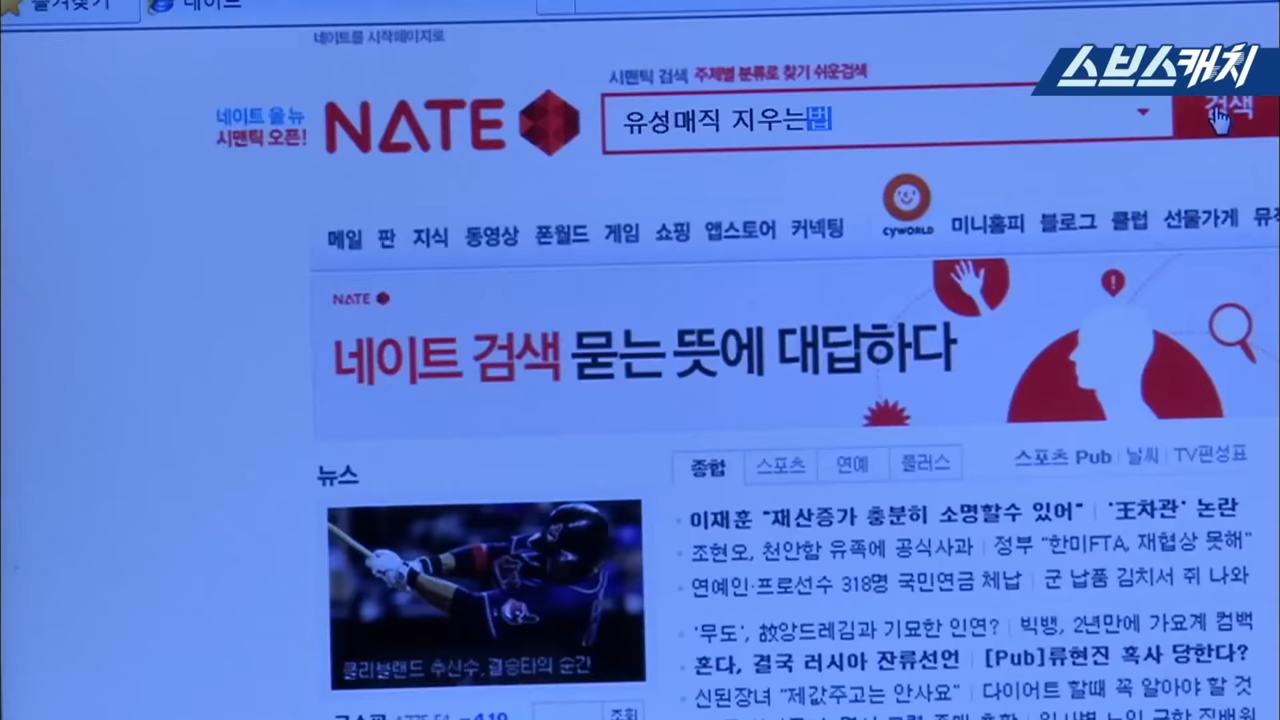 즐겨찾기 네이트
네이트를 시작페이지로
스브스캐치
시맨틱 검색 주제별 분류로 찾기 쉬운검색
네이트 올 뉴
시맨틱 오픈!
NATE
유성매직 지우는법
검색
메일 판 지식 동영상 폰월드 게임 쇼핑 앱스토어 커넥팅 CYWORLD 미니홈피 블로그 클럽 선물가게
NATE
네이트 검색 묻는 뜻에 대답하다
뉴스
종합 스포츠 연예 플러스 스포츠 Pub 날씨 TV편성표
이재훈 "재산증가 충분히 소명할수 있어" '王차관' 논란
조현오, 천안함 유족에 공식사과 정부 "한미FTA, 재협상 못해"
연예인·프로선수 318명 국민연금 체납 군 납품 김치서 쥐 나와
'무도', 故앙드레김과 기묘한 인연? 빅뱅, 2년만에 가요계 컴백
혼다, 결국 러시아 잔류선언 [Pub]류현진 혹사 당한다?
신된장녀 "제값주고는 안사요" 다이어트 할때 꼭 알아야 할 것
클리블랜드 추신수, 결승타의 순간
조회